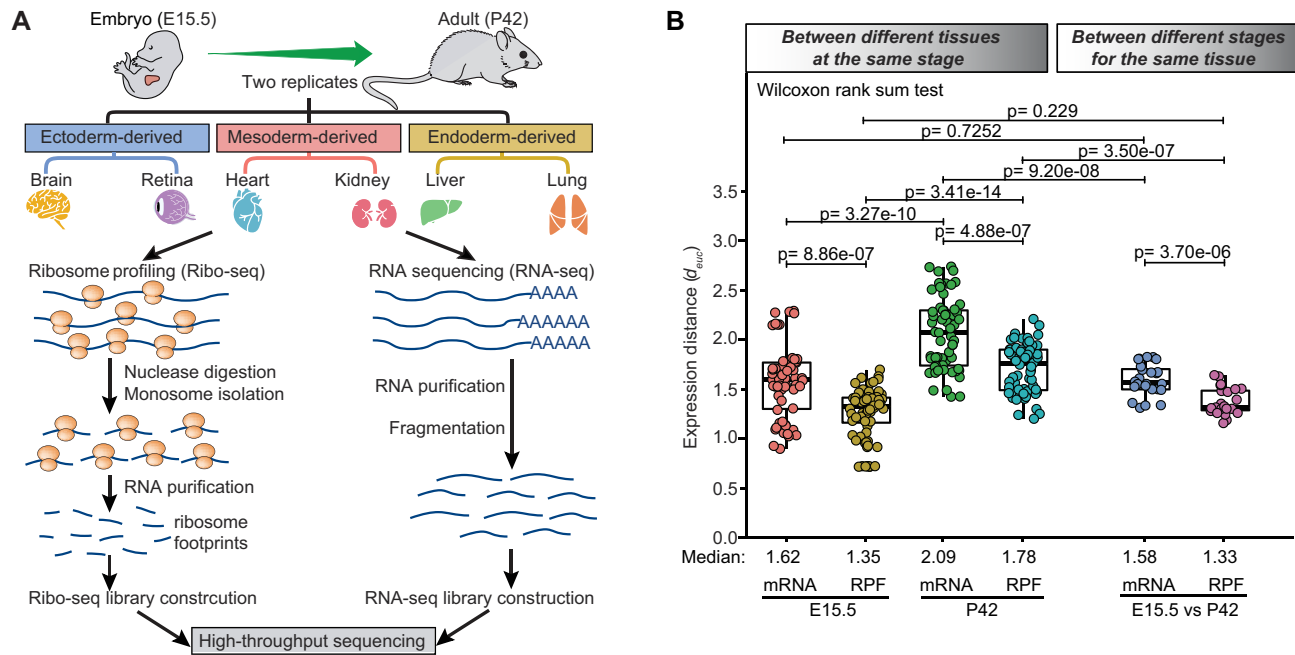 A
Embryo (E15.5)
Adult (P42)
Two replicates
Ectoderm-derived
Mesoderm-derived
Endoderm-derived
Brain
Retina
Heart
Kidney
Liver
Lung
Ribosome profiling (Ribo-seq)
RNA sequencing (RNA-seq)
AAAA
AAAAAA
AAAAA
Nuclease digestion
Monosome isolation
RNA purification
Fragmentation
RNA purification
ribosome
footprints
Ribo-seq library constrcution
RNA-seq library construction
High-throughput sequencing
B
Between different tissues
at the same stage
Between different stages
for the same tissue
Wilcoxon rank sum test
p= 0.229
p= 0.7252
p= 3.50e-07
p= 9.20e-08
p= 3.41e-14
p= 3.27e-10
p= 4.88e-07
p= 8.86e-07
p= 3.70e-06
Expression distance (d_euc)
3.5
3.0
2.5
2.0
1.5
1.0
0.5
0.0
Median: 1.62 1.35 2.09 1.78 1.58 1.33
mRNA RPF mRNA RPF mRNA RPF
E15.5 P42 E15.5 vs P42